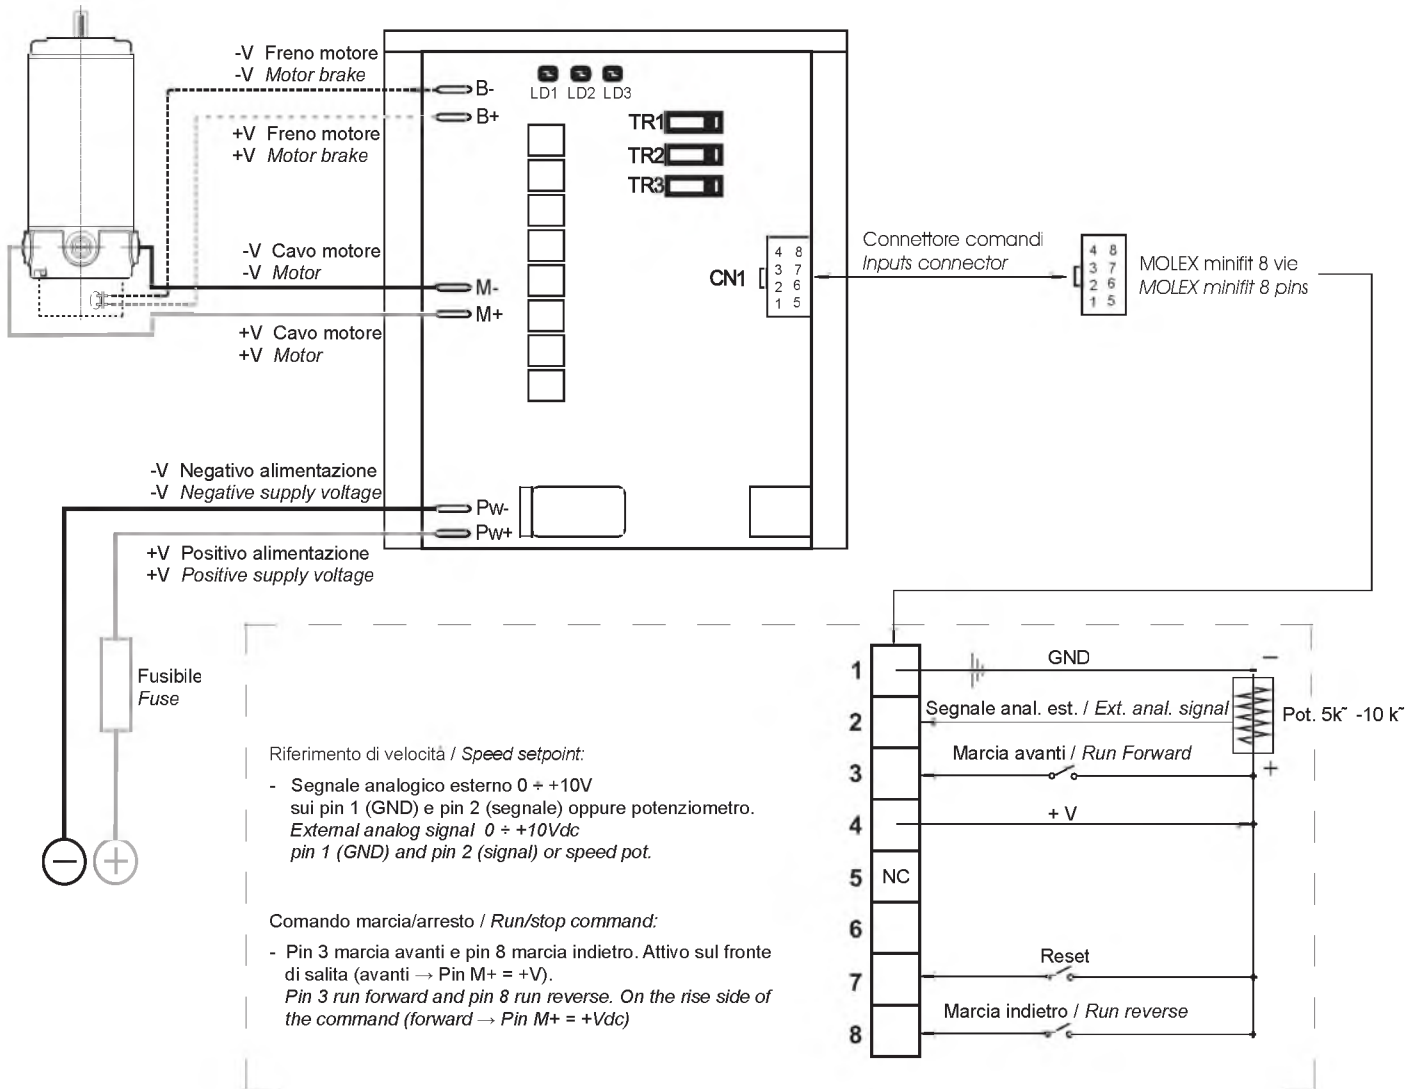 -V Freno motore
-V Motor brake
B-
B+
+V Freno motore
+V Motor brake
LD1 LD2 LD3
TR1
TR2
TR3
-V Cavo motore
-V Motor
M-
M+
+V Cavo motore
+V Motor
CN1
4 8
3 7
2 6
1 5
Connettore comandi
Inputs connector
4 8
3 7
2 6
1 5
MOLEX minifit 8 vie
MOLEX minifit 8 pins
-V Negativo alimentazione
-V Negative supply voltage
Pw-
Pw+
+V Positivo alimentazione
+V Positive supply voltage
Fusibile
Fuse
Riferimento di velocità / Speed setpoint:
- Segnale analogico esterno 0 ÷ +10V
sui pin 1 (GND) e pin 2 (segnale) oppure potenziometro.
External analog signal 0 ÷ +10Vdc
pin 1 (GND) and pin 2 (signal) or speed pot.
Comando marcia/arresto / Run/stop command:
- Pin 3 marcia avanti e pin 8 marcia indietro. Attivo sul fronte
di salita (avanti → Pin M+ = +V).
Pin 3 run forward and pin 8 run reverse. On the rise side of
the command (forward → Pin M+ = +Vdc)
1 GND -
2 Segnale anal. est. / Ext. anal. signal Pot. 5k˜ -10 k˜
3 Marcia avanti / Run Forward +
4 + V
5 NC
6
7 Reset
8 Marcia indietro / Run reverse